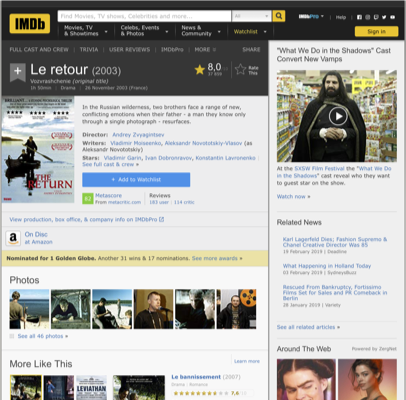 IMDb
Find Movies, TV shows, Celebrities and more...
All
IMDbPro
Help
Movies, TV
& Showtimes
Celebs, Events
& Photos
News &
Community
Watchlist
Sign in
FULL CAST AND CREW | TRIVIA | USER REVIEWS | IMDbPro | MORE
SHARE
Le retour (2003)
Vozvrashchenie (original title)
1h 50min | Drama | 26 November 2003 (France)
8,0
Rate
This
BRILLIANT.
THE
RETURN
In the Russian wilderness, two brothers face a range of new,
conflicting emotions when their father - a man they know only
through a single photograph - resurfaces.
Director: Andrey Zvyagintsev
Writers: Vladimir Moiseenko, Aleksandr Novototskiy-Vlasov (as
Aleksandr Novototsky)
Stars: Vladimir Garin, Ivan Dobronravov, Konstantin Lavronenko
See full cast & crew »
+ Add to Watchlist
82
Metascore
From metacritic.com
Reviews
183 user | 114 critic
View production, box office, & company info on IMDbPro
a
On Disc
at Amazon
Nominated for 1 Golden Globe. Another 31 wins & 17 nominations. See more awards »
Photos
See all 46 photos »
More Like This
Learn more
LEVIATHAN
Le bannissement (2007)
Drama | Romance
7,6
"What We Do in the Shadows" Cast
Convert New Vamps
At the SXSW Film Festival the "What We
Do in the Shadows" cast reveal who they want
to guest star on the show.
Watch now »
Related News
Karl Lagerfeld Dies; Fashion Supremo &
Chanel Creative Director Was 85
19 February 2019 | Deadline
What Happening in Holland Today
03 February 2019 | SydneysBuzz
Rescued From Bankruptcy, Fortissimo
Films Set for Sales and PR Comeback in
Berlin
28 January 2019 | Variety
See all related articles »
Around The Web
Powered by ZergNet